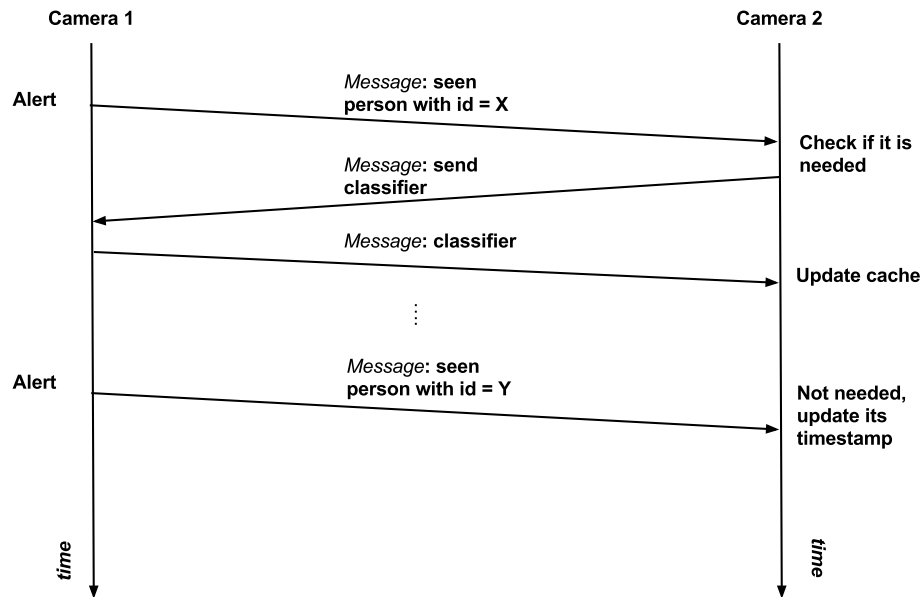 Camera 1
Camera 2
Alert
Message: seen
person with id = X
Check if it is
needed
Message: send
classifier
Message: classifier
Update cache
Alert
Message: seen
person with id = Y
Not needed,
update its
timestamp
time
time